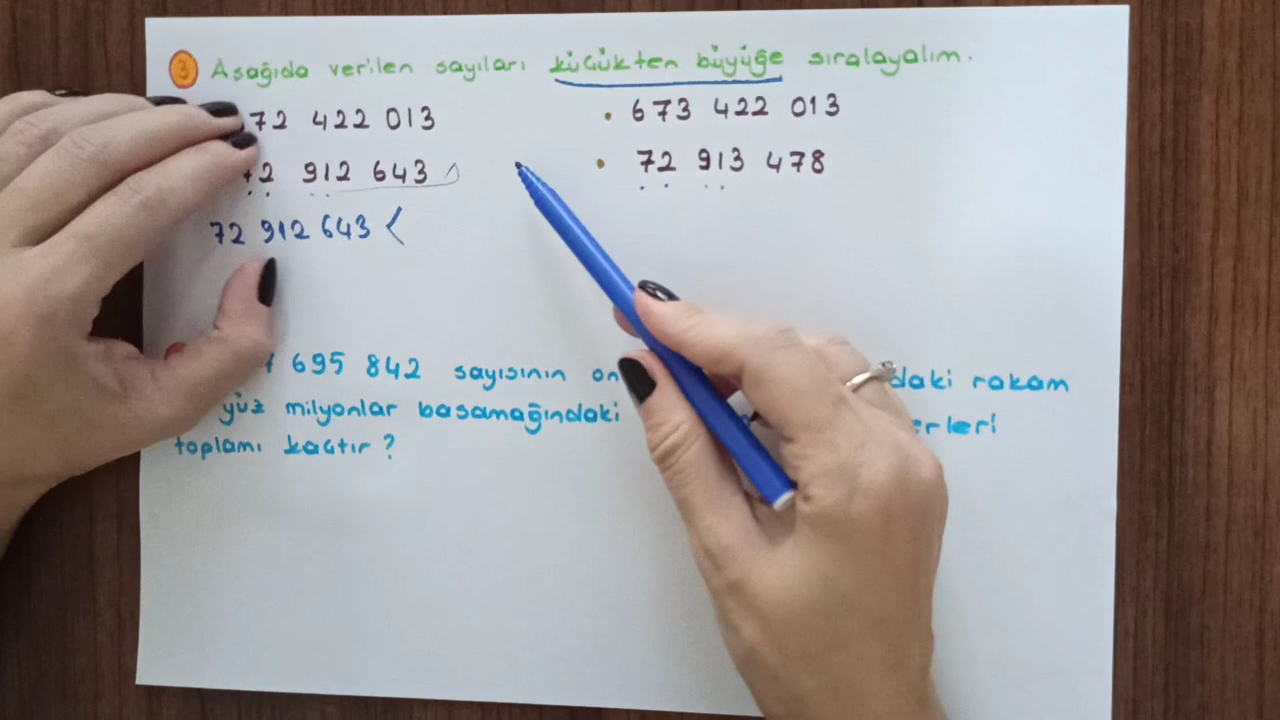 3 Aşağıda verilen sayıları küçükten büyüğe sıralayalım.
72 422 013
• 673 422 013
2 912 643
• 72 913 478
72 912 643 <
695 842 sayısının on daki rakam
yüz milyonlar basamağındaki erleri
toplamı kaçtır?